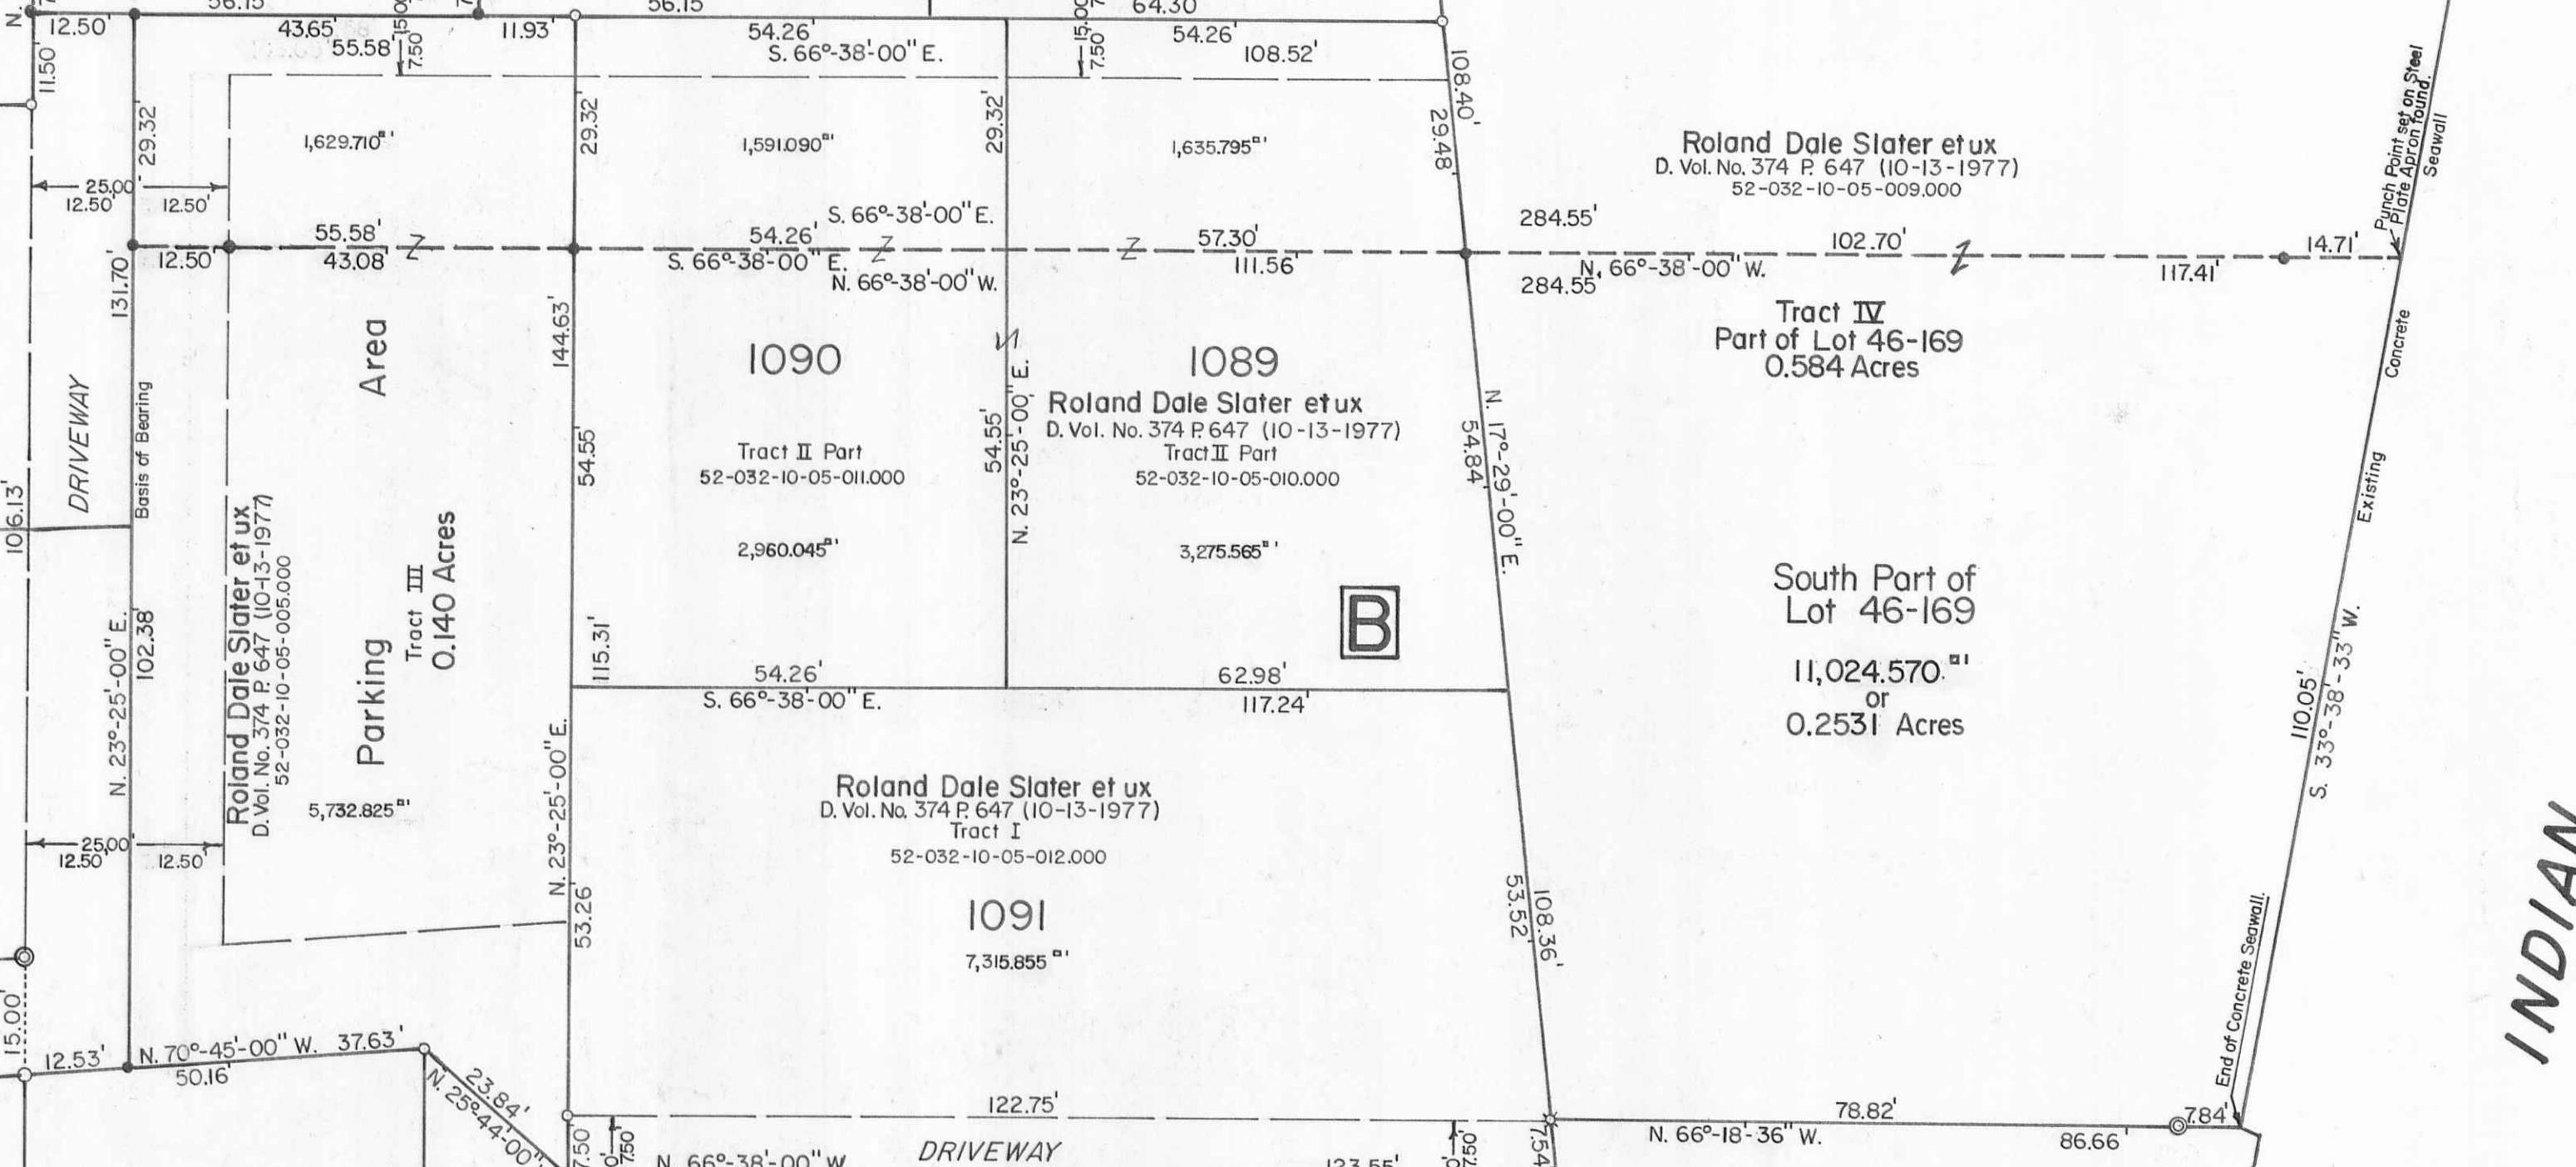 N
12.50'
56.15
43.65'
55.58'
7.50'
11.93'
56.15
54.26'
S. 66°-38'-00" E.
15.00
7.50'
64.30
54.26'
108.52'
11.50'
29.32'
1,629.710⌑'
29.32'
1,591.090⌑'
29.32'
1,635.795⌑'
108.40'
29.48'
Roland Dale Slater et ux
D. Vol. No. 374 P. 647 (10-13-1977)
52-032-10-05-009.000
Punch Point set on Steel
Plate Apron found.
Seawall
25.00'
12.50' 12.50'
55.58'
12.50' 43.08'
Z
S. 66°-38'-00" E.
54.26'
Z
S. 66°-38'-00" E.
N. 66°-38'-00" W.
Z
57.30'
111.56'
284.55'
284.55'
102.70'
N. 66°-38'-00" W.
Z
14.71'
117.41'
131.70'
144.63'
DRIVEWAY
Basis of Bearing
Parking Area
1090
Tract II Part
52-032-10-05-011.000
2,960.045⌑'
54.55'
54.55'
N. 23°-25'-00" E.
Z
1089
Roland Dale Slater et ux
D. Vol. No. 374 P. 647 (10-13-1977)
Tract II Part
52-032-10-05-010.000
3,275.565⌑'
B
54.84'
N. 17°-29'-00" E.
Tract IV
Part of Lot 46-169
0.584 Acres
South Part of
Lot 46-169
11,024.570⌑'
or
0.2531 Acres
Existing Concrete
106.13'
N. 23°-25'-00" E.
102.38'
Roland Dale Slater et ux
D. Vol. No. 374 P. 647 (10-13-1977)
52-032-10-05-005.000
Tract III
0.140 Acres
5,732.825⌑'
115.31'
54.26'
S. 66°-38'-00" E.
62.98'
117.24'
N. 23°-25'-00" E.
53.26'
Roland Dale Slater et ux
D. Vol. No. 374 P. 647 (10-13-1977)
Tract I
52-032-10-05-012.000
1091
7,315.855⌑'
53.52'
108.36'
110.05'
S. 33°-38'-33" W.
End of Concrete Seawall.
INDIAN
25.00
12.50' 12.50'
15.00'
12.53'
N. 70°-45'-00" W. 37.63'
50.16'
23.84'
N. 25°-44'-00"
122.75'
DRIVEWAY
7.50'
7.50'
N. 66°-38'-00" W.
123.55'
7.50'
7.54
78.82'
N. 66°-18'-36" W.
86.66'
7.84'